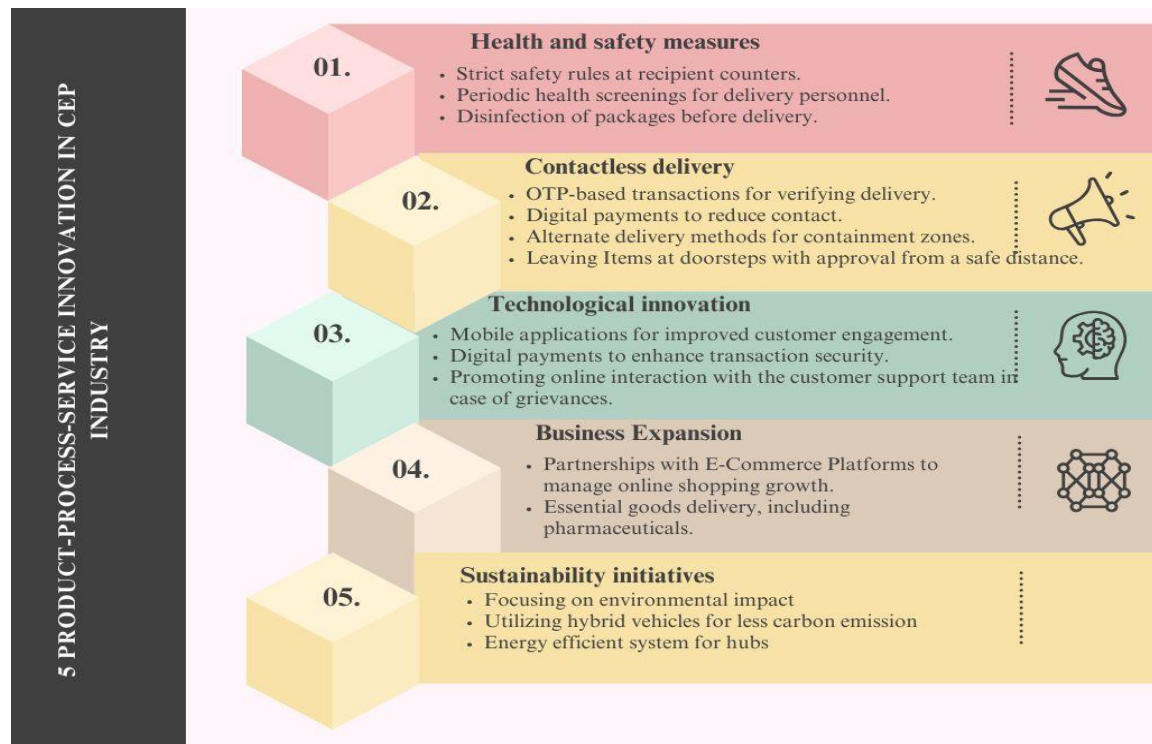 5 PRODUCT-PROCESS-SERVICE INNOVATION IN CEP
INDUSTRY
01.
Health and safety measures
• Strict safety rules at recipient counters.
• Periodic health screenings for delivery personnel.
• Disinfection of packages before delivery.
02.
Contactless delivery
• OTP-based transactions for verifying delivery.
• Digital payments to reduce contact.
• Alternate delivery methods for containment zones.
• Leaving Items at doorsteps with approval from a safe distance.
03.
Technological innovation
• Mobile applications for improved customer engagement.
• Digital payments to enhance transaction security.
• Promoting online interaction with the customer support team in
case of grievances.
04.
Business Expansion
• Partnerships with E-Commerce Platforms to
manage online shopping growth.
• Essential goods delivery, including
pharmaceuticals.
05.
Sustainability initiatives
• Focusing on environmental impact
• Utilizing hybrid vehicles for less carbon emission
• Energy efficient system for hubs